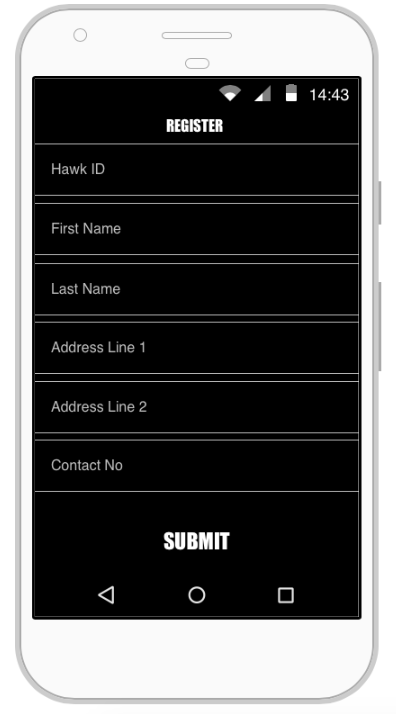 14:43
REGISTER
Hawk ID
First Name
Last Name
Address Line 1
Address Line 2
Contact No
SUBMIT